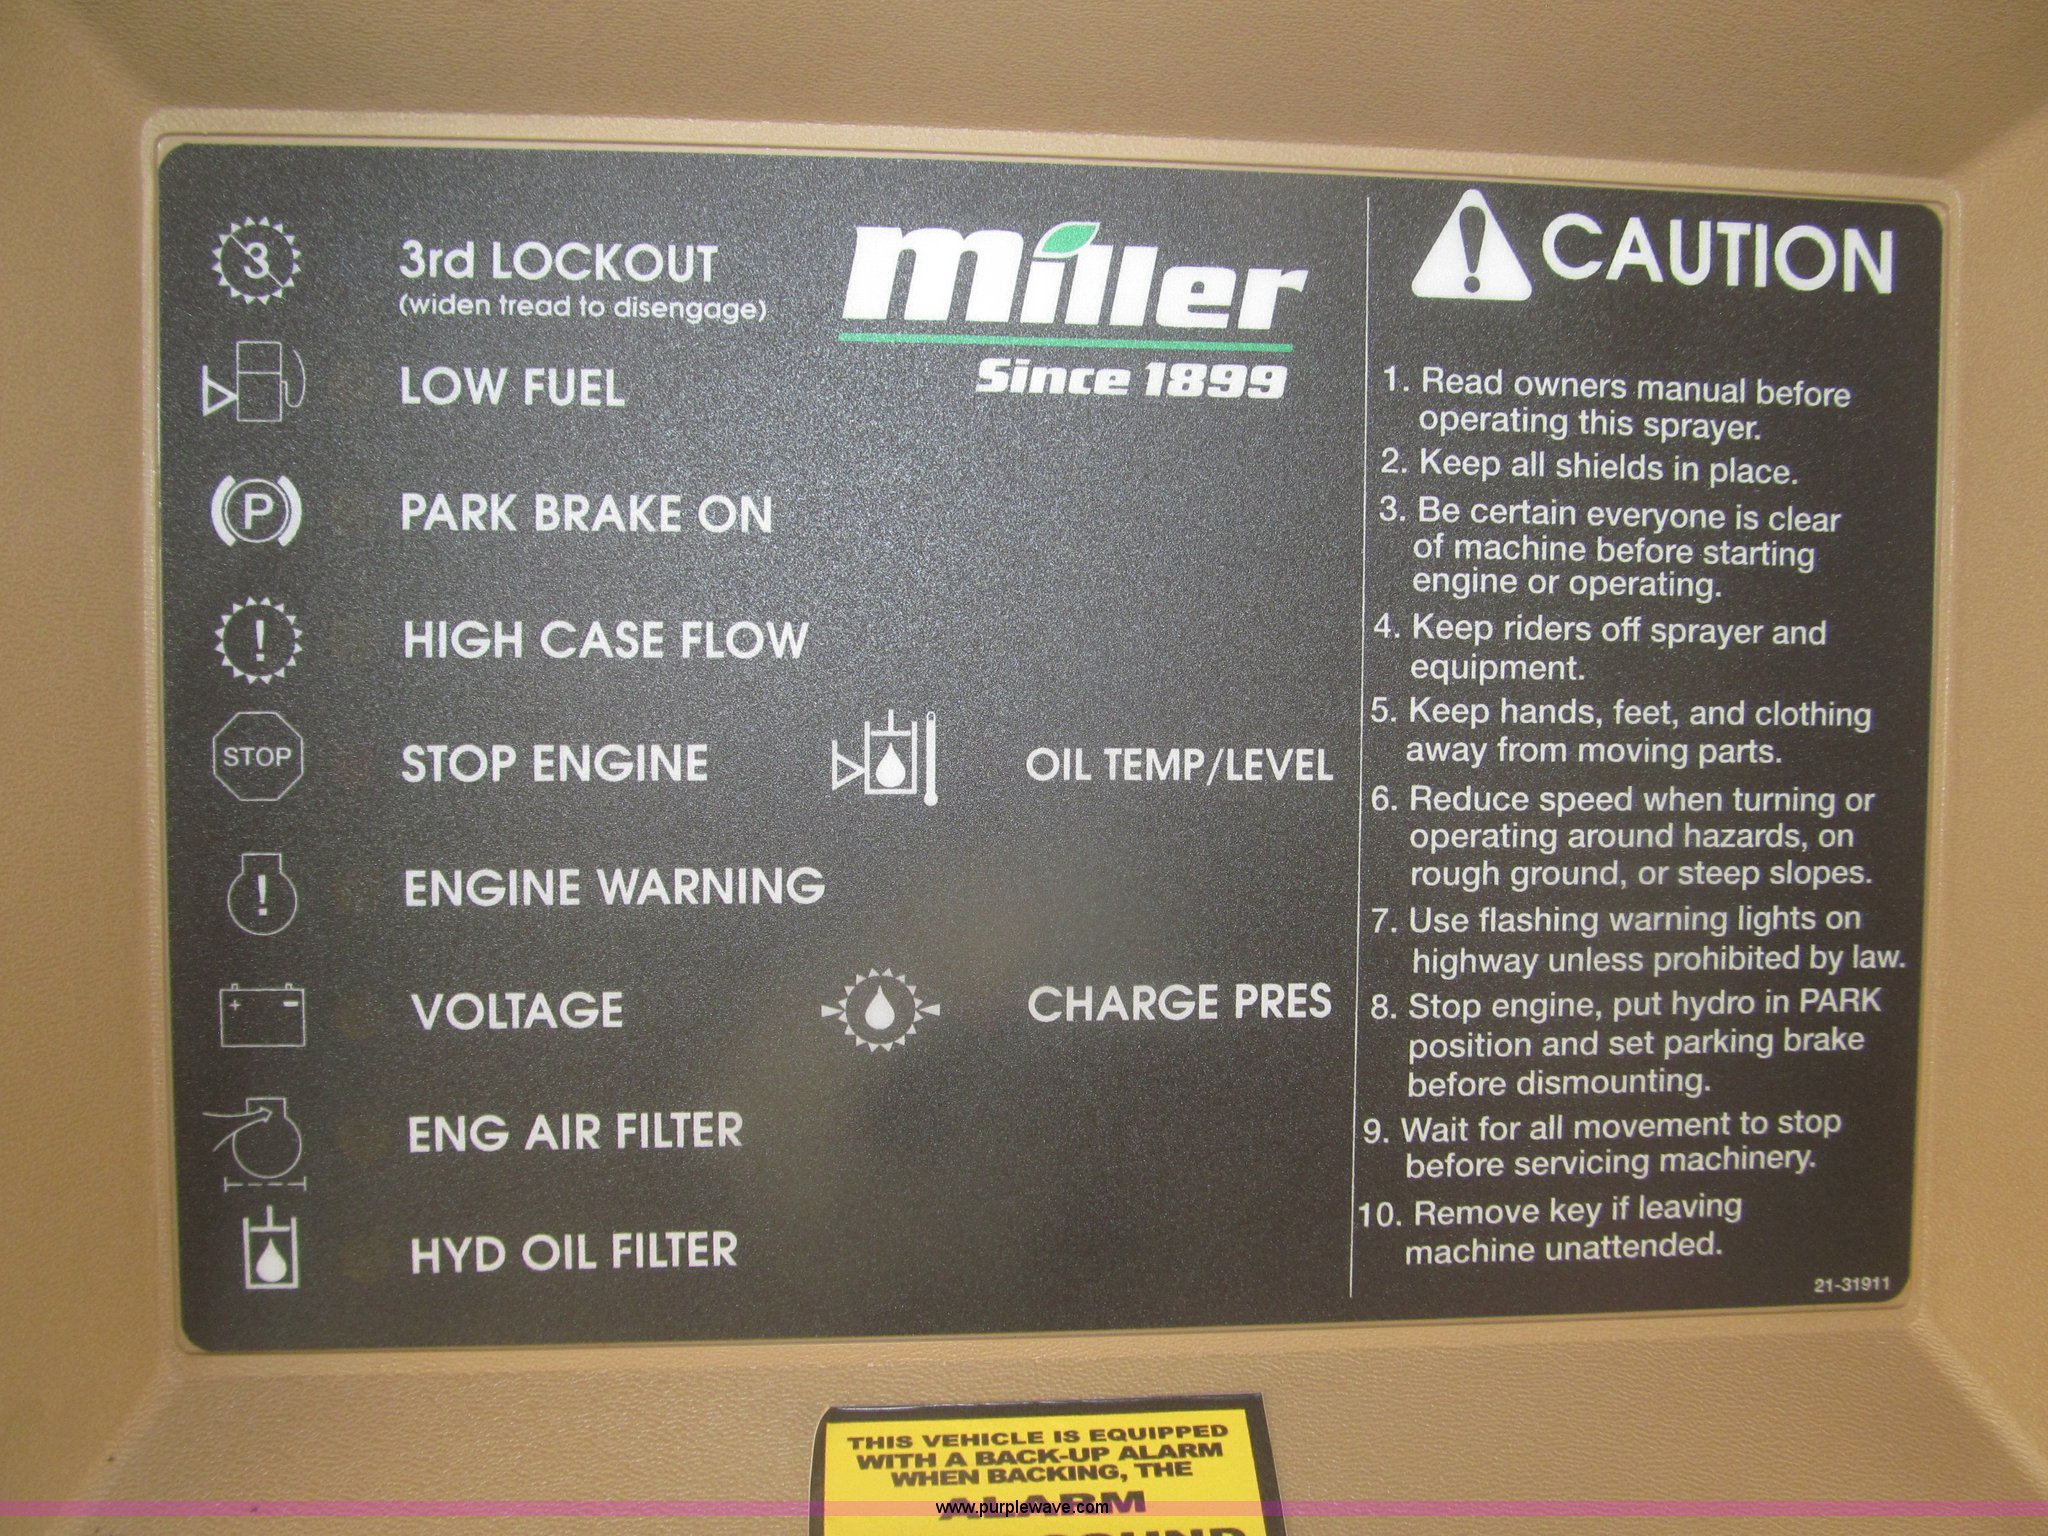 3
3rd LOCKOUT
(widen tread to disengage)
LOW FUEL
P
PARK BRAKE ON
!
HIGH CASE FLOW
STOP
STOP ENGINE
!
ENGINE WARNING
+ -
VOLTAGE
ENG AIR FILTER
HYD OIL FILTER
miller
Since 1899
OIL TEMP/LEVEL
CHARGE PRES
! CAUTION
1. Read owners manual before
operating this sprayer.
2. Keep all shields in place.
3. Be certain everyone is clear
of machine before starting
engine or operating.
4. Keep riders off sprayer and
equipment.
5. Keep hands, feet, and clothing
away from moving parts.
6. Reduce speed when turning or
operating around hazards, on
rough ground, or steep slopes.
7. Use flashing warning lights on
highway unless prohibited by law.
8. Stop engine, put hydro in PARK
position and set parking brake
before dismounting.
9. Wait for all movement to stop
before servicing machinery.
10. Remove key if leaving
machine unattended.
21-31911
THIS VEHICLE IS EQUIPPED
WITH A BACK-UP ALARM
WHEN BACKING, THE
ALARM
www.purplewave.com